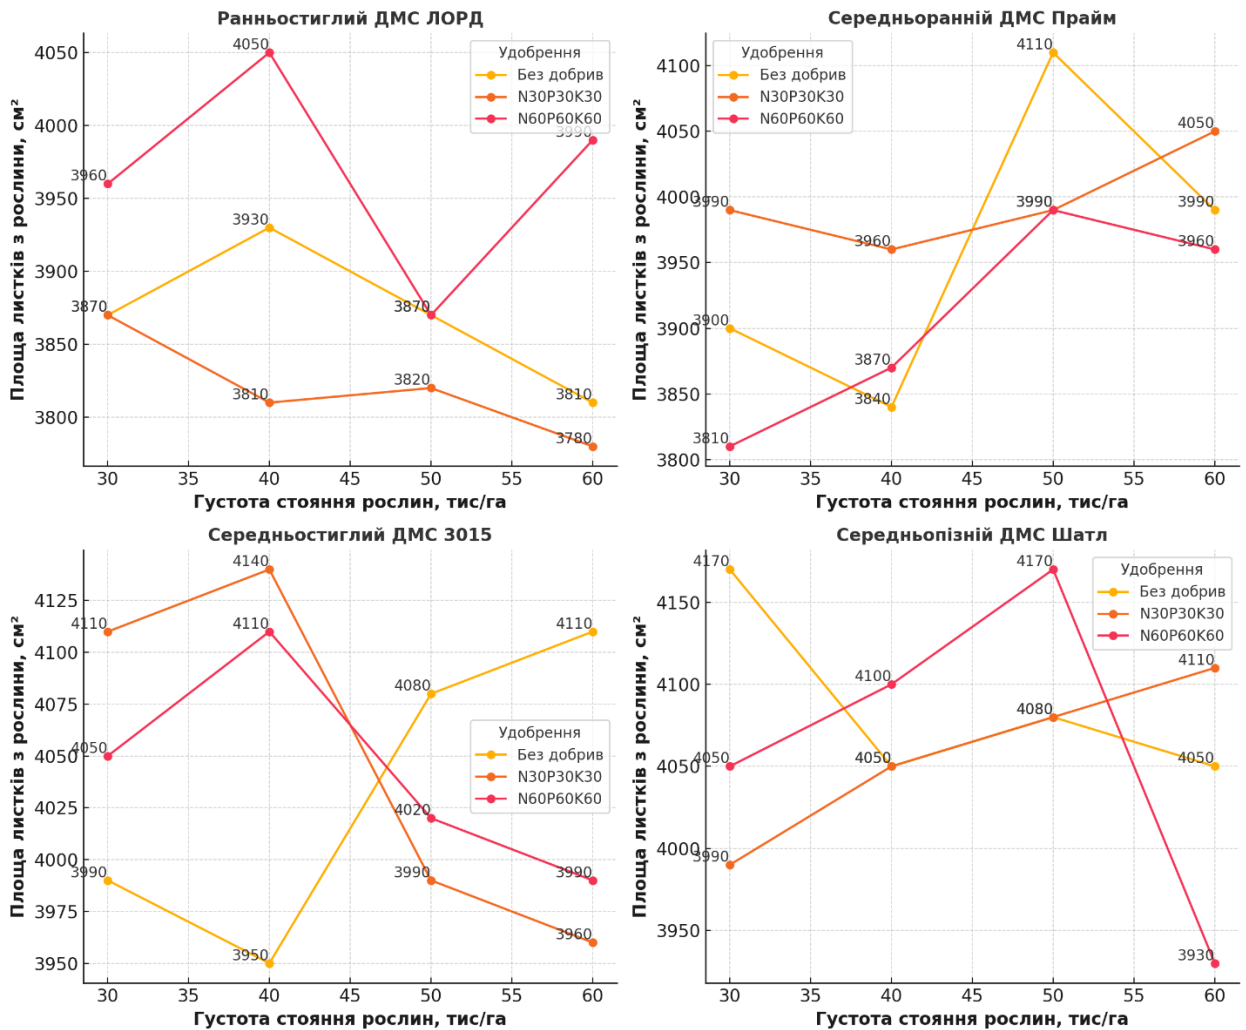 Ранньостиглий ДМС ЛОРД
Площа листків з рослини, см²
4050
4000
3950
3900
3850
3800
Удобрення
Без добрив
N30P30K30
N60P60K60
3960
4050
3870
3990
3870
3930
3870
3810
3810
3820
3780
30 35 40 45 50 55 60
Густота стояння рослин, тис/га
Середньоранній ДМС Прайм
Площа листків з рослини, см²
4100
4050
4000
3950
3900
3850
3800
Удобрення
Без добрив
N30P30K30
N60P60K60
3900
3840
4110
3990
3990
3960
3990
4050
3810
3870
3960
30 35 40 45 50 55 60
Густота стояння рослин, тис/га
Середньостиглий ДМС 3015
Площа листків з рослини, см²
4125
4100
4075
4050
4025
4000
3975
3950
Удобрення
Без добрив
N30P30K30
N60P60K60
4110
4140
3990
3960
4050
4110
4020
3990
3990
3950
4080
4110
30 35 40 45 50 55 60
Густота стояння рослин, тис/га
Середньопізній ДМС Шатл
Площа листків з рослини, см²
4150
4100
4050
4000
3950
Удобрення
Без добрив
N30P30K30
N60P60K60
4170
4050
4080
4050
3990
4110
4050
4100
4170
3930
30 35 40 45 50 55 60
Густота стояння рослин, тис/га